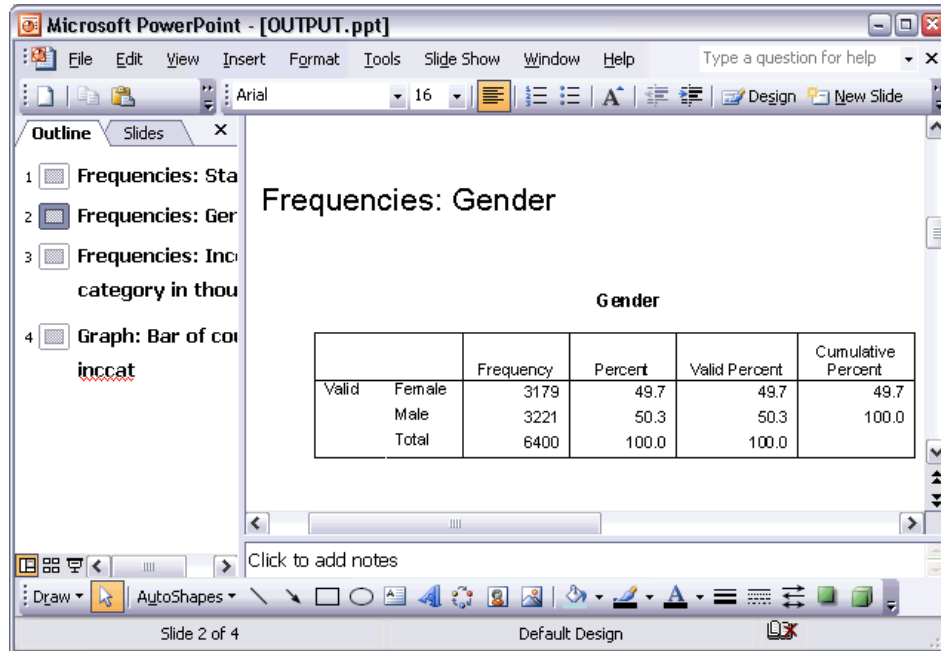 Microsoft PowerPoint - [OUTPUT.ppt]
File Edit View Insert Format Tools Slide Show Window Help Type a question for help
Arial 16 Design New Slide
Outline Slides
1 Frequencies: Sta
2 Frequencies: Ger
3 Frequencies: Inc
category in thou
4 Graph: Bar of cou
inccat
Frequencies: Gender
Gender
Frequency Percent Valid Percent Cumulative Percent
Valid Female 3179 49.7 49.7 49.7
Male 3221 50.3 50.3 100.0
Total 6400 100.0 100.0
Click to add notes
Draw AutoShapes
Slide 2 of 4 Default Design